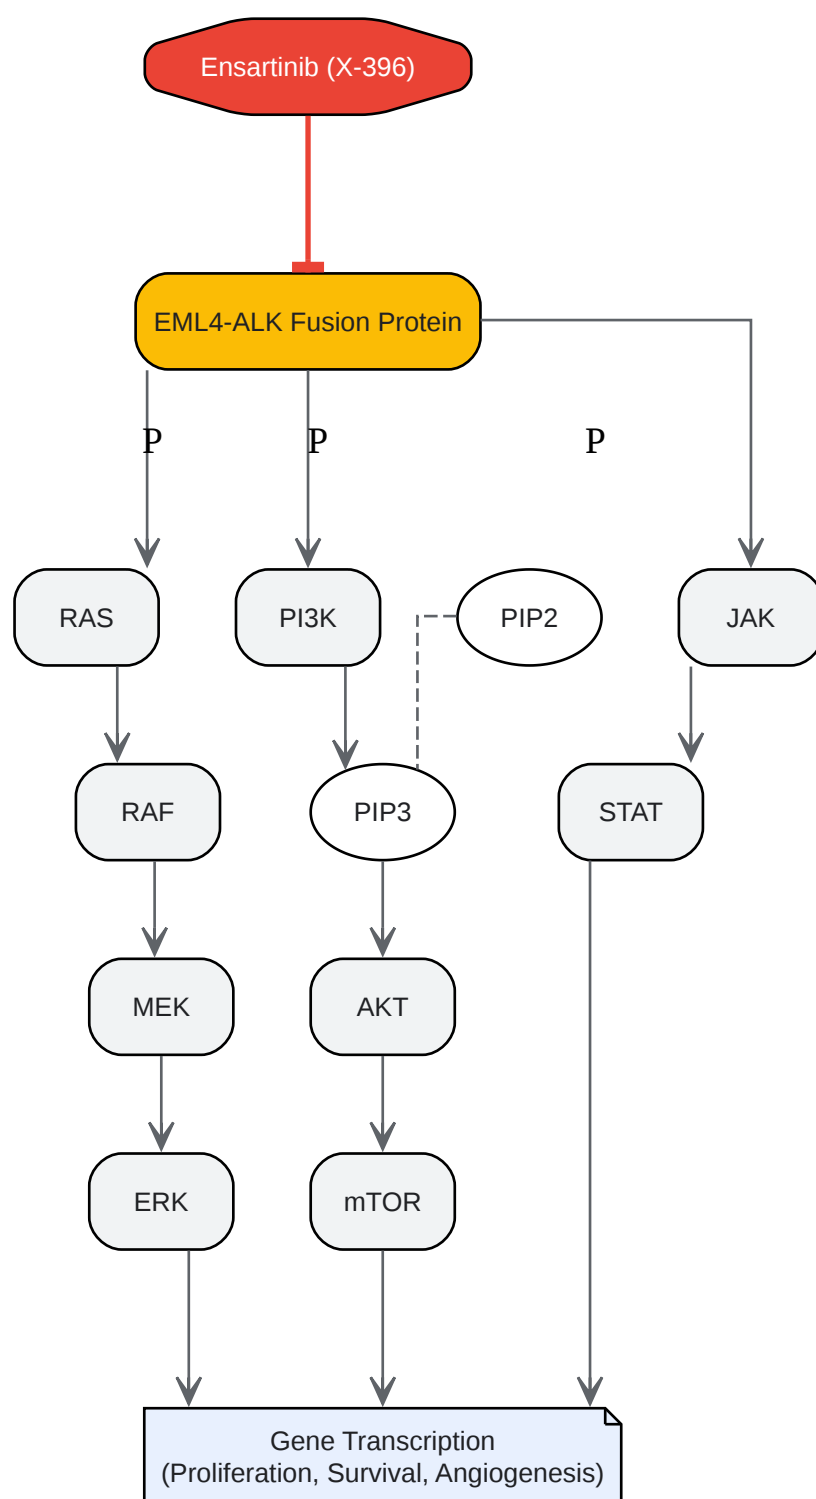 Ensartinib (X-396)
EML4-ALK Fusion Protein
P P P
RAS PI3K PIP2 JAK
RAF PIP3 STAT
MEK AKT
ERK mTOR
Gene Transcription
(Proliferation, Survival, Angiogenesis)